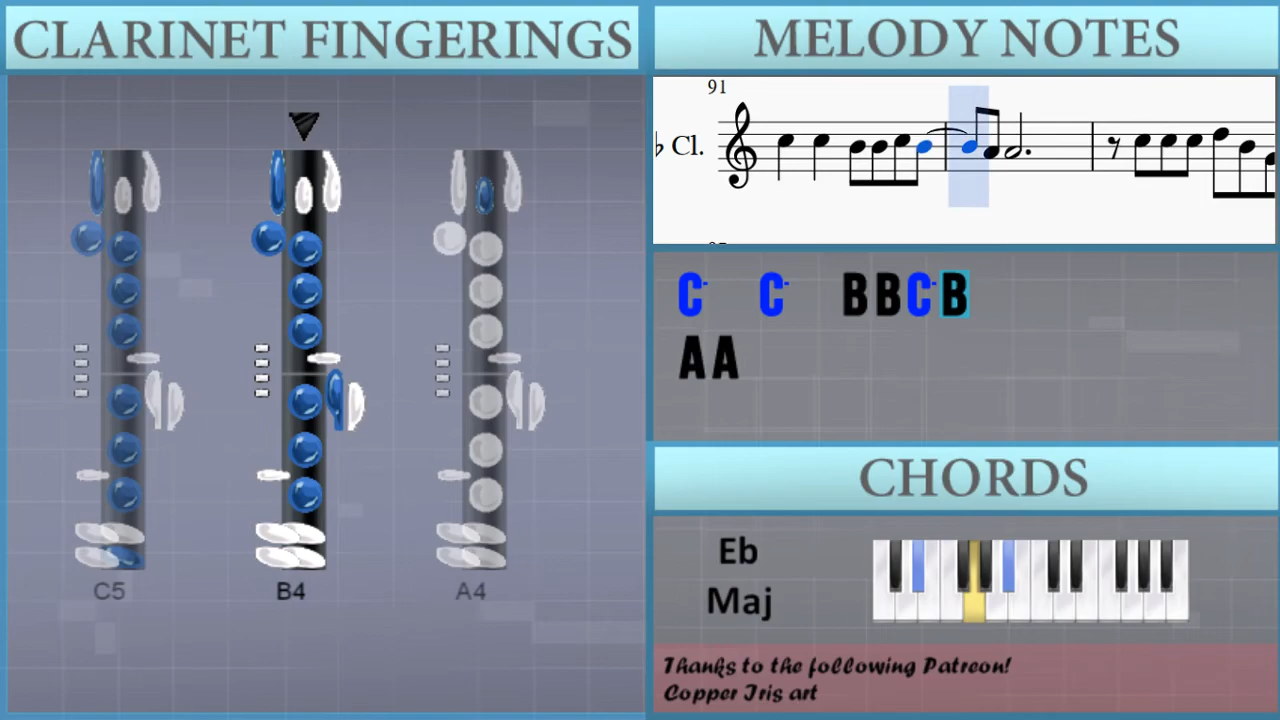 CLARINET FINGERINGS
C5
B4
A4
MELODY NOTES
91
♭ Cl.
C- C- B B C- B
A A
CHORDS
Eb
Maj
Thanks to the following Patreon!
Copper Iris art